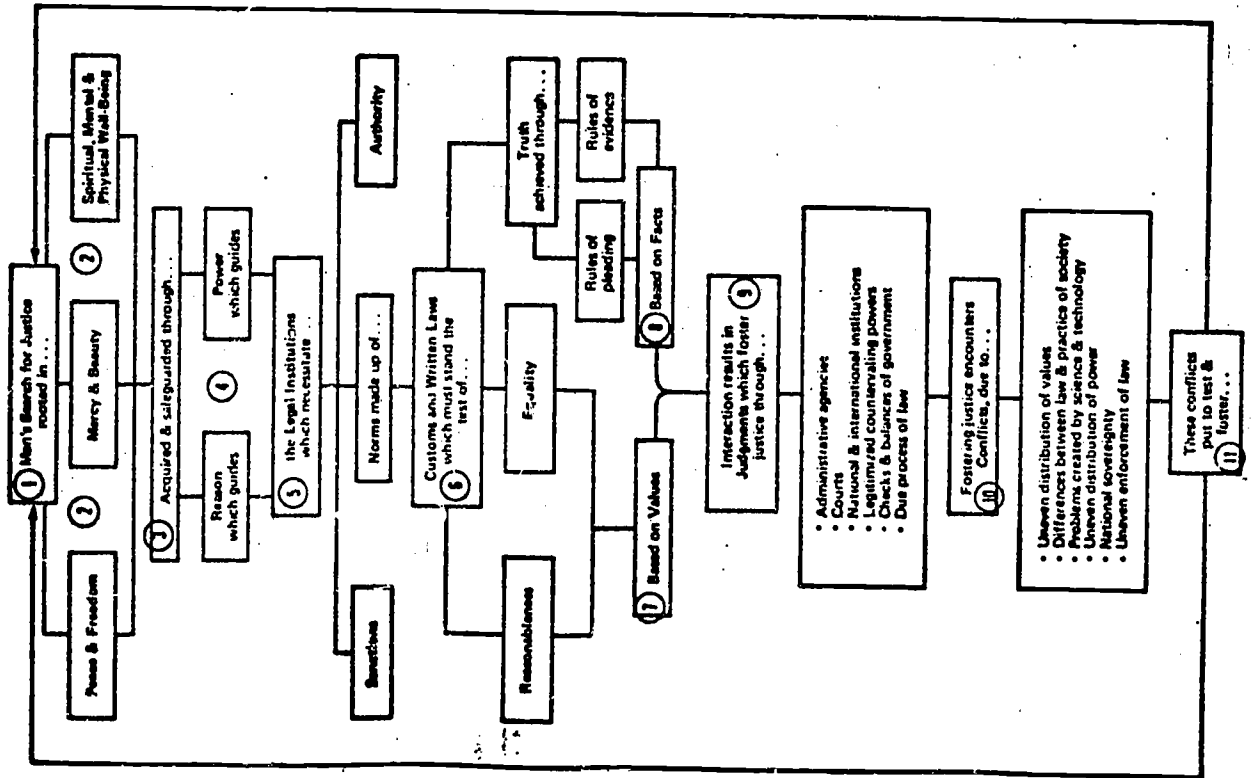 ① Men's Search for Justice
rooted in...
Peace & Freedom
②
Mercy & Beauty
②
Spiritual, Mental &
Physical Well-Being
③ Acquired & safeguarded through...
Reason
which guides
④
Power
which guides
⑤ the Legal Institutions
which necessitate...
Sanctions
Norms made up of...
Authority
Customs and Written Laws
⑥ which must stand the
test of...
Reasonableness
Equality
Truth
achieved through...
Rules of
pleading
Rules of
evidence
⑦ Based on Values
⑧ Based on Facts
Interaction results in
Judgments which foster ⑨
justice through...
• Administrative agencies
• Courts
• National & international institutions
• Legitimized countervailing powers
• Checks & balances of government
• Due process of law
Fostering justice encounters
⑩ Conflicts, due to...
• Uneven distribution of values
• Differences between law & practice of society
• Problems created by science & technology
• Uneven distribution of power
• National sovereignty
• Uneven enforcement of law
These conflicts
put to test &
⑪ foster...